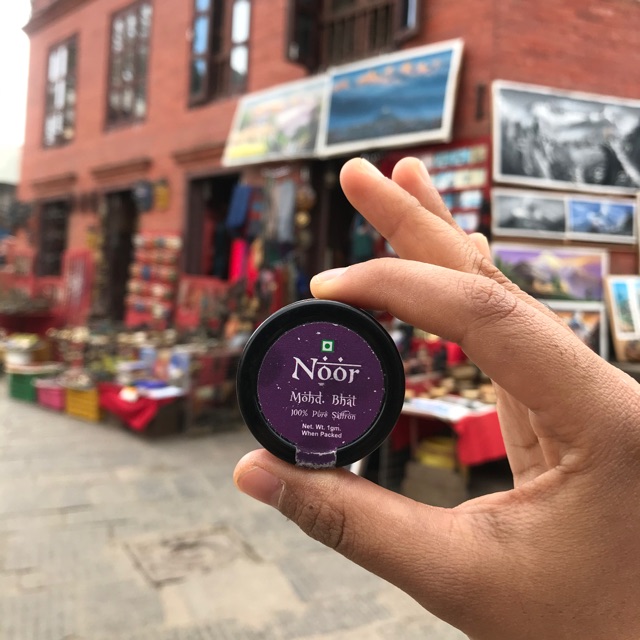 Noor
Mohd. Bhat
100% Pure Saffron
Net. Wt. 1gm.
When Packed